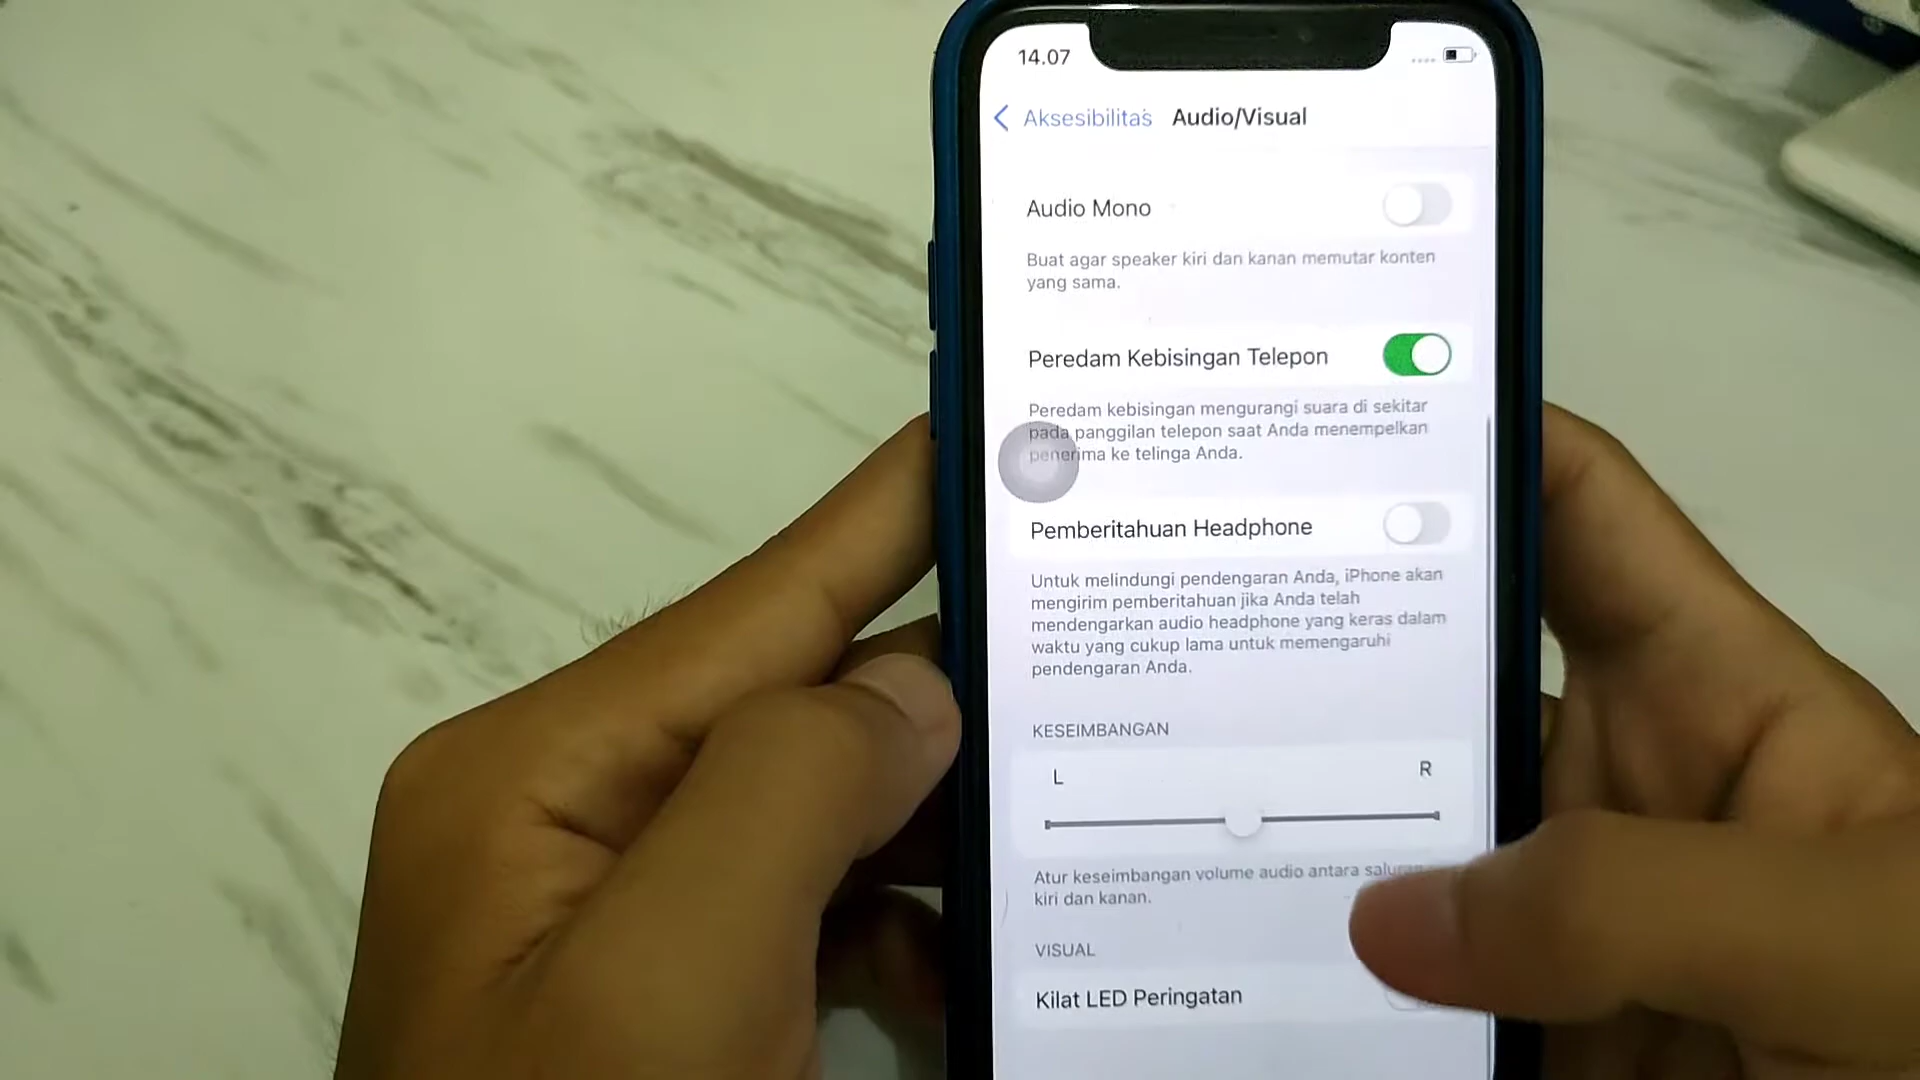 14.07
Aksesibilitas Audio/Visual
Audio Mono
Buat agar speaker kiri dan kanan memutar konten
yang sama.
Peredam Kebisingan Telepon
Peredam kebisingan mengurangi suara di sekitar
pada panggilan telepon saat Anda menempelkan
penerima ke telinga Anda.
Pemberitahuan Headphone
Untuk melindungi pendengaran Anda, iPhone akan
mengirim pemberitahuan jika Anda telah
mendengarkan audio headphone yang keras dalam
waktu yang cukup lama untuk memengaruhi
pendengaran Anda.
KESEIMBANGAN
L R
Atur keseimbangan volume audio antara saluran
kiri dan kanan.
VISUAL
Kilat LED Peringatan